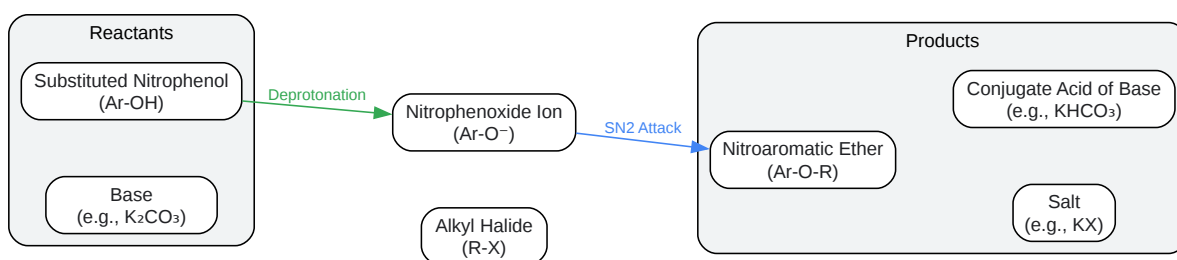 Reactants
Substituted Nitrophenol
(Ar-OH)
Base
(e.g., K₂CO₃)
Deprotonation
Nitrophenoxide Ion
(Ar-O⁻)
Alkyl Halide
(R-X)
SN2 Attack
Products
Nitroaromatic Ether
(Ar-O-R)
Conjugate Acid of Base
(e.g., KHCO₃)
Salt
(e.g., KX)